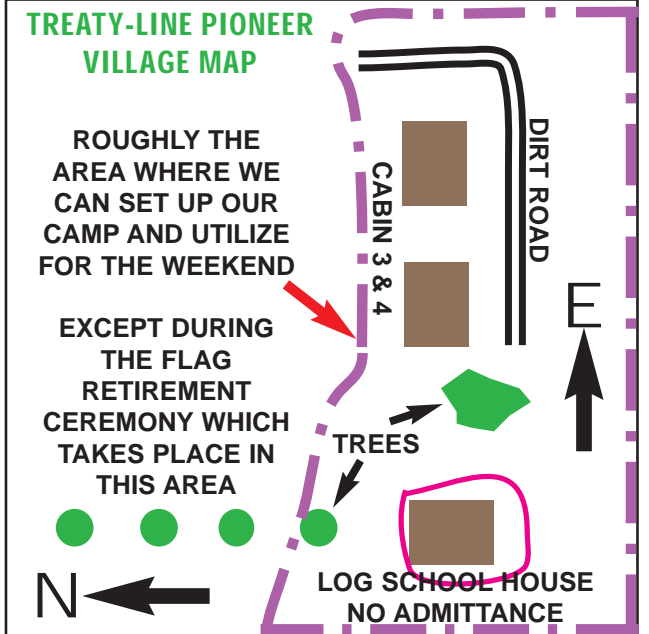 TREATY-LINE PIONEER
VILLAGE MAP
ROUGHLY THE
AREA WHERE WE
CAN SET UP OUR
CAMP AND UTILIZE
FOR THE WEEKEND
EXCEPT DURING
THE FLAG
RETIREMENT
CEREMONY WHICH
TAKES PLACE IN
THIS AREA
CABIN 3 & 4
DIRT ROAD
E
TREES
N
LOG SCHOOL HOUSE
NO ADMITTANCE